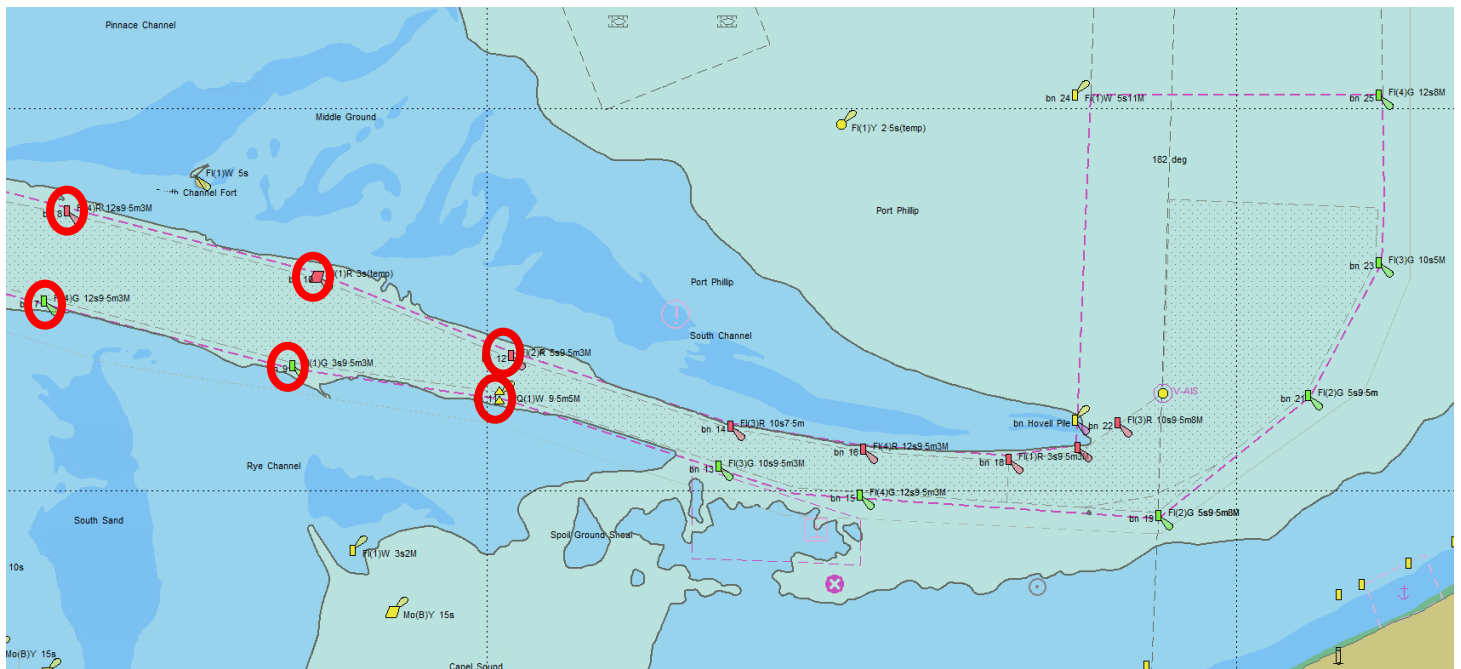 Pinnace Channel
bn 24
Fl(1)W 5s11M
bn 25
Fl(4)G 12s8M
Middle Ground
Fl(1)Y 2·5s(temp)
182 deg
Fl(1)W 5s
Channel Fort
8
(4)R 12s9·5m3M
Port Phillip
bn 23
Fl(3)G 10s5M
(1)R 3s(temp)
Port Phillip
7
(4)G 12s9·5m3M
South Channel
12
(2)R 5s9·5m3M
9
(1)G 3s9·5m3M
V-AIS
bn 21
Fl(2)G 5s9·5m
Q(1)W 9·5m5M
bn 14
Fl(3)R 10s7·5m
bn Hovell Pile
bn 22
Fl(3)R 10s9·5m8M
bn 16
Fl(4)R 12s9·5m3M
bn 18
Fl(1)R 3s9·5m3M
Rye Channel
bn 13
Fl(3)G 10s9·5m3M
bn 15
Fl(4)G 12s9·5m3M
bn 19
Fl(2)G 5s9·5m8M
South Sand
Spoil Ground Shoal
Fl(1)W 3s2M
10s
Mo(B)Y 15s
Mo(B)Y 15s
Capel Sound